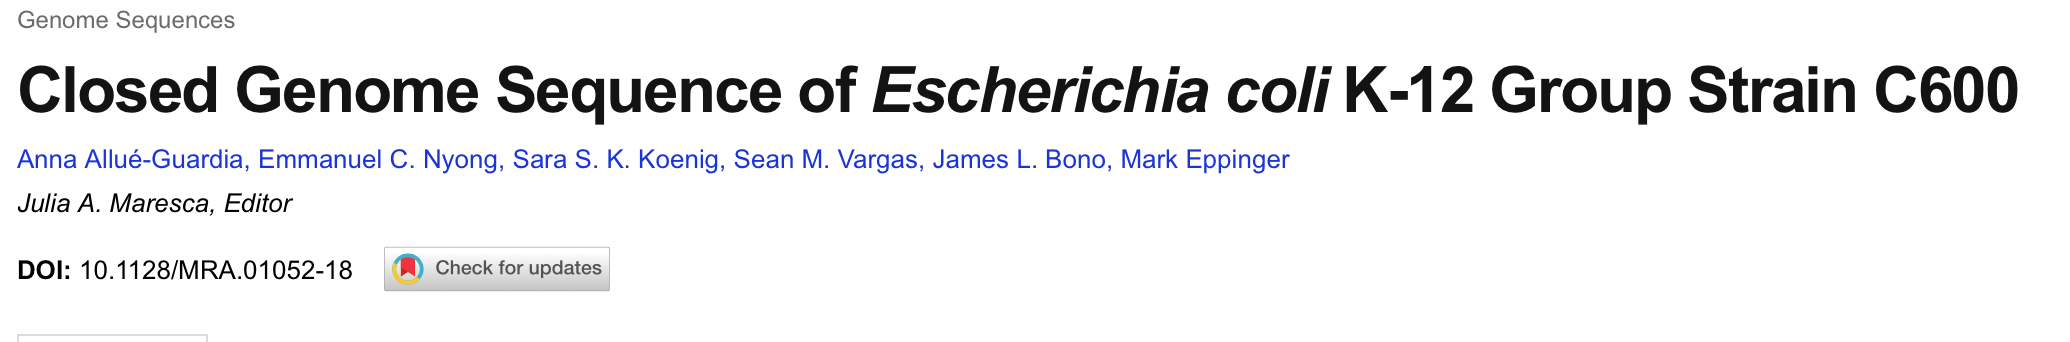 Genome Sequences
Closed Genome Sequence of Escherichia coli K-12 Group Strain C600
Anna Allué-Guardia, Emmanuel C. Nyong, Sara S. K. Koenig, Sean M. Vargas, James L. Bono, Mark Eppinger
Julia A. Maresca, Editor
DOI: 10.1128/MRA.01052-18 Check for updates